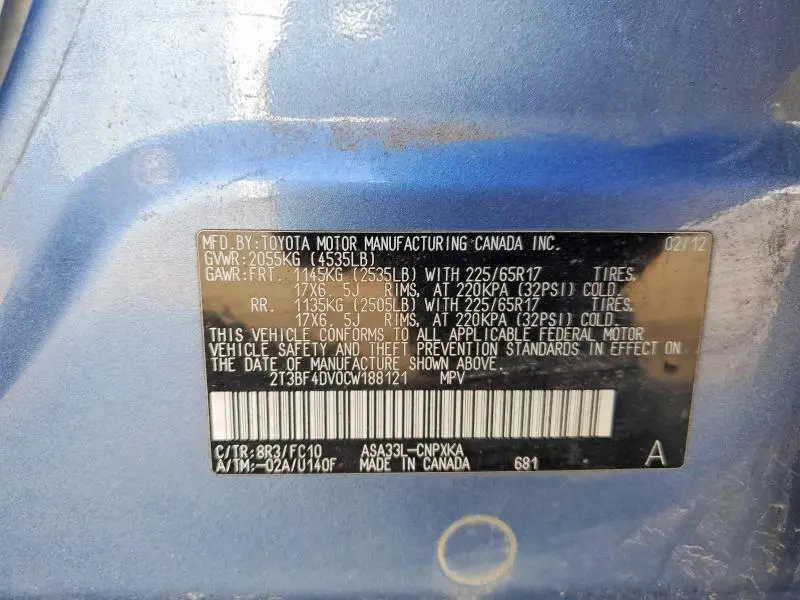 MFD.BY:TOYOTA MOTOR MANUFACTURING CANADA INC. 02/12
GVWR:2055KG (4535LB)
GAWR:FRT. 1145KG (2535LB) WITH 225/65R17 TIRES,
17X6. 5J RIMS, AT 220KPA (32PSI) COLD.
RR. 1135KG (2505LB) WITH 225/65R17 TIRES,
17X6. 5J RIMS, AT 220KPA (32PSI) COLD.
THIS VEHICLE CONFORMS TO ALL APPLICABLE FEDERAL MOTOR
VEHICLE SAFETY AND THEFT PREVENTION STANDARDS IN EFFECT ON
THE DATE OF MANUFACTURE SHOWN ABOVE.
2T3BF4DV0CW188121 MPV
C/TR:8R3/FC10 ASA33L-CNPXKA
A/TM:-02A/U140F MADE IN CANADA 681 A